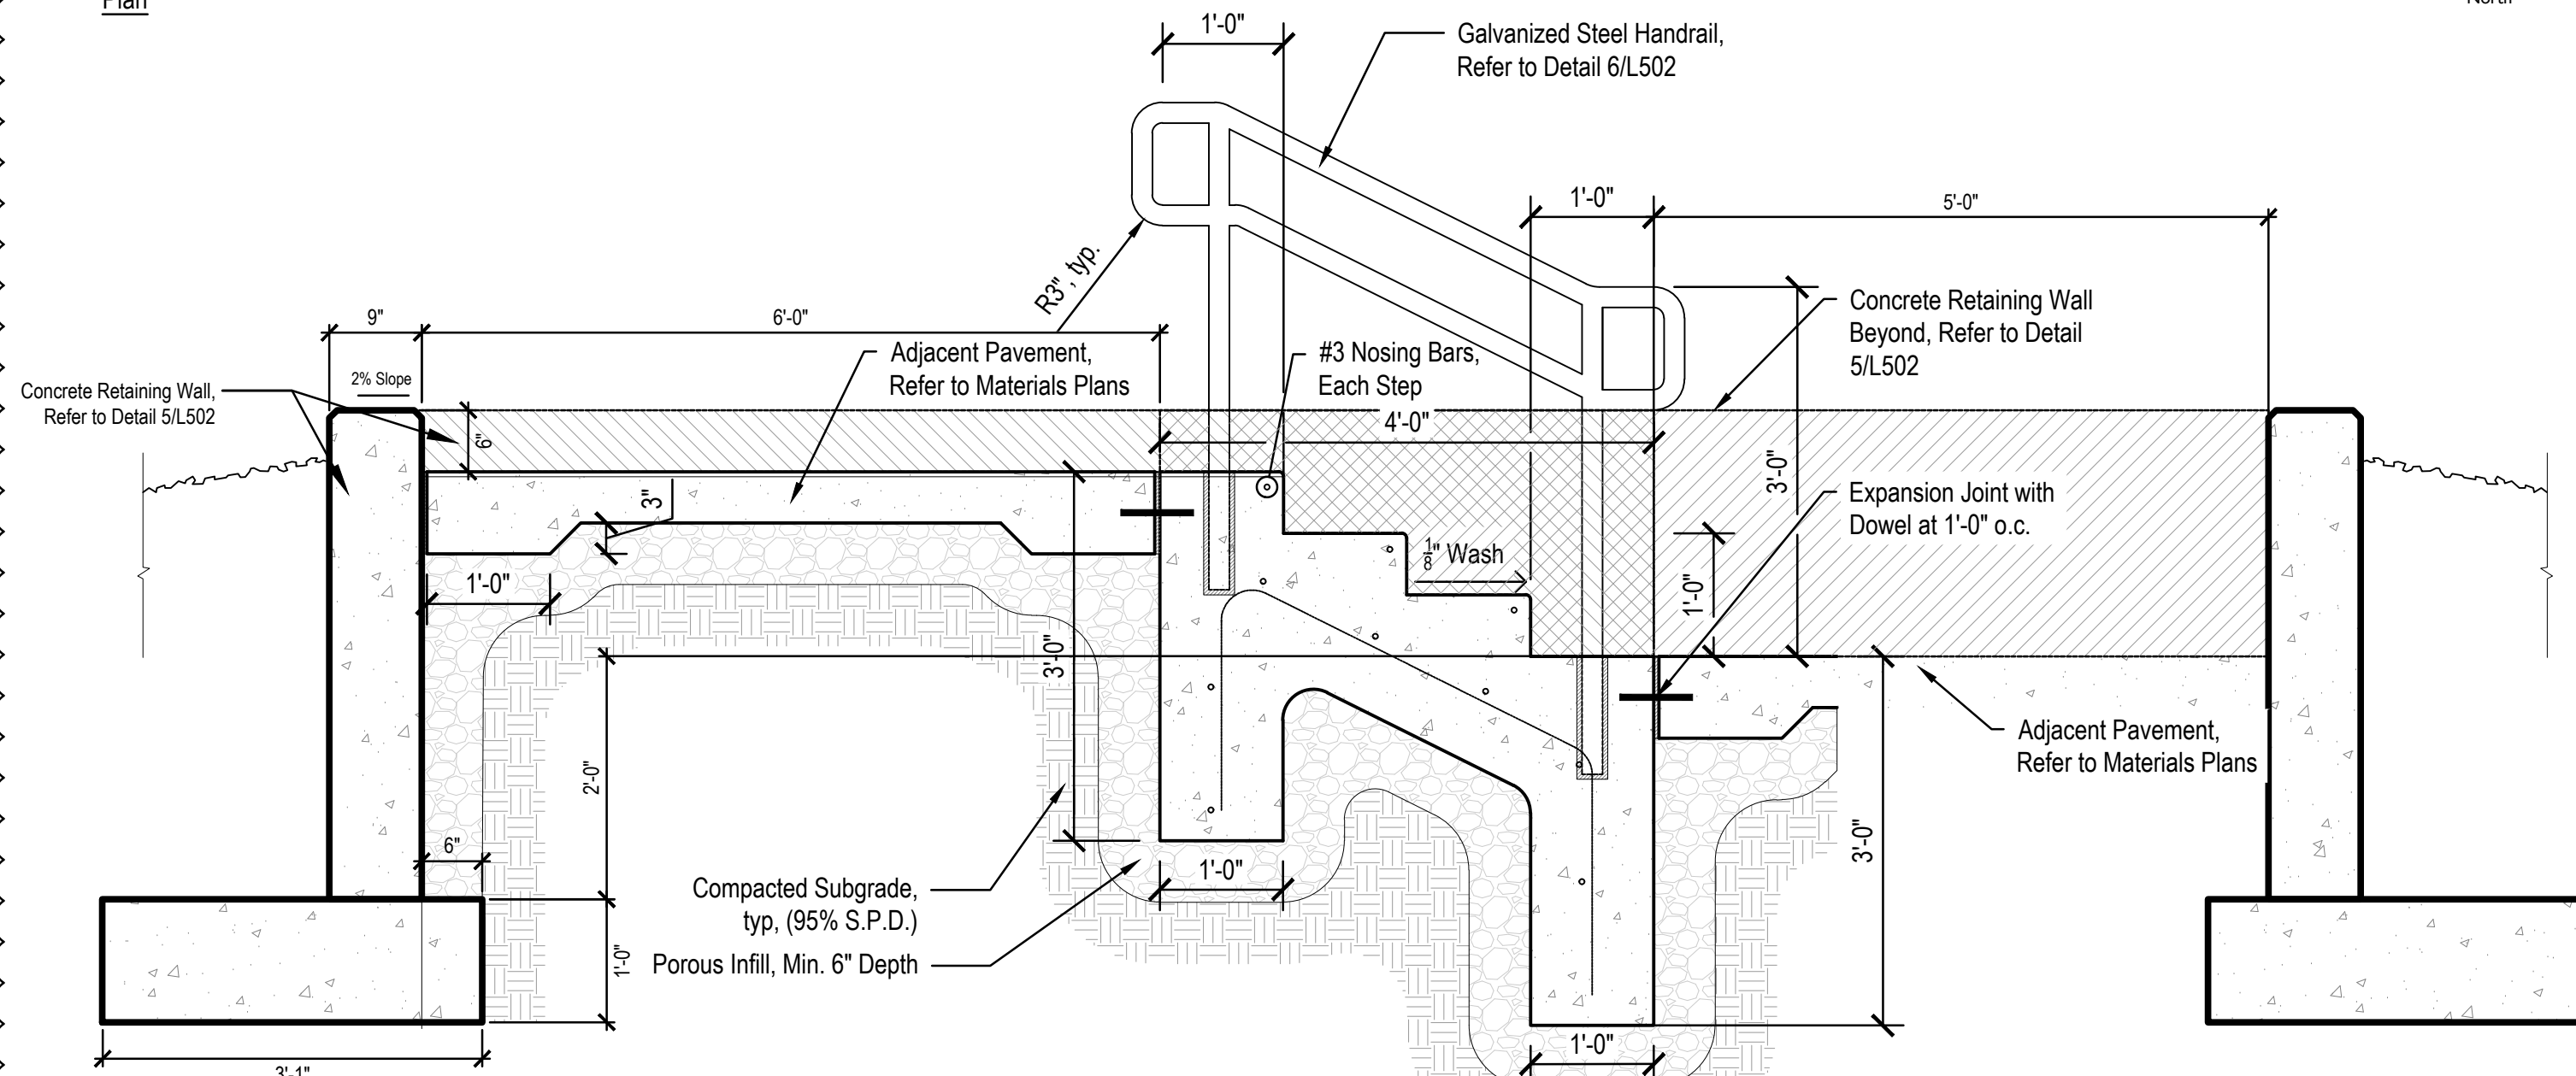 Plan
North
1'-0"
Galvanized Steel Handrail,
Refer to Detail 6/L502
1'-0"
5'-0"
R3", typ.
9"
6'-0"
Concrete Retaining Wall
Beyond, Refer to Detail
5/L502
Adjacent Pavement,
Refer to Materials Plans
#3 Nosing Bars,
Each Step
2% Slope
Concrete Retaining Wall,
Refer to Detail 5/L502
4'-0"
6"
3'-0"
3"
Expansion Joint with
Dowel at 1'-0" o.c.
1/8" Wash
1'-0"
1'-0"
3'-0"
Adjacent Pavement,
Refer to Materials Plans
2'-0"
6"
3'-0"
1'-0"
Compacted Subgrade,
typ, (95% S.P.D.)
Porous Infill, Min. 6" Depth
1'-0"
1'-0"
3'-1"